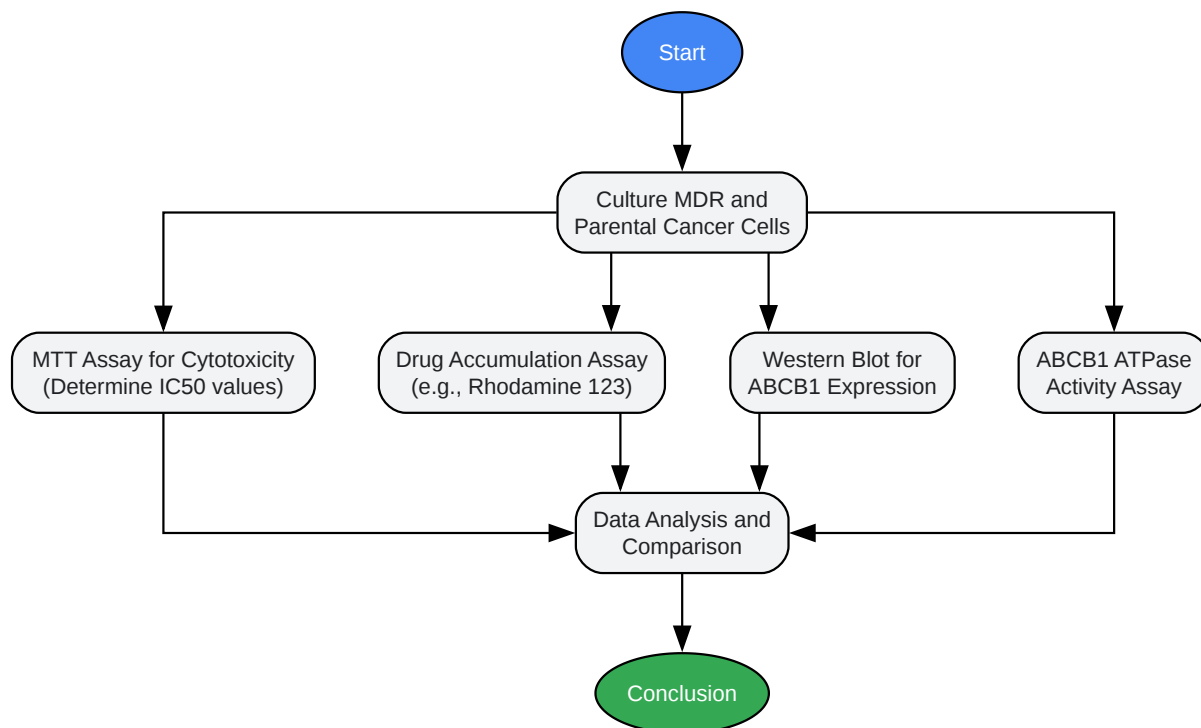 Start
Culture MDR and
Parental Cancer Cells
MTT Assay for Cytotoxicity
(Determine IC50 values)
Drug Accumulation Assay
(e.g., Rhodamine 123)
Western Blot for
ABCB1 Expression
ABCB1 ATPase
Activity Assay
Data Analysis and
Comparison
Conclusion